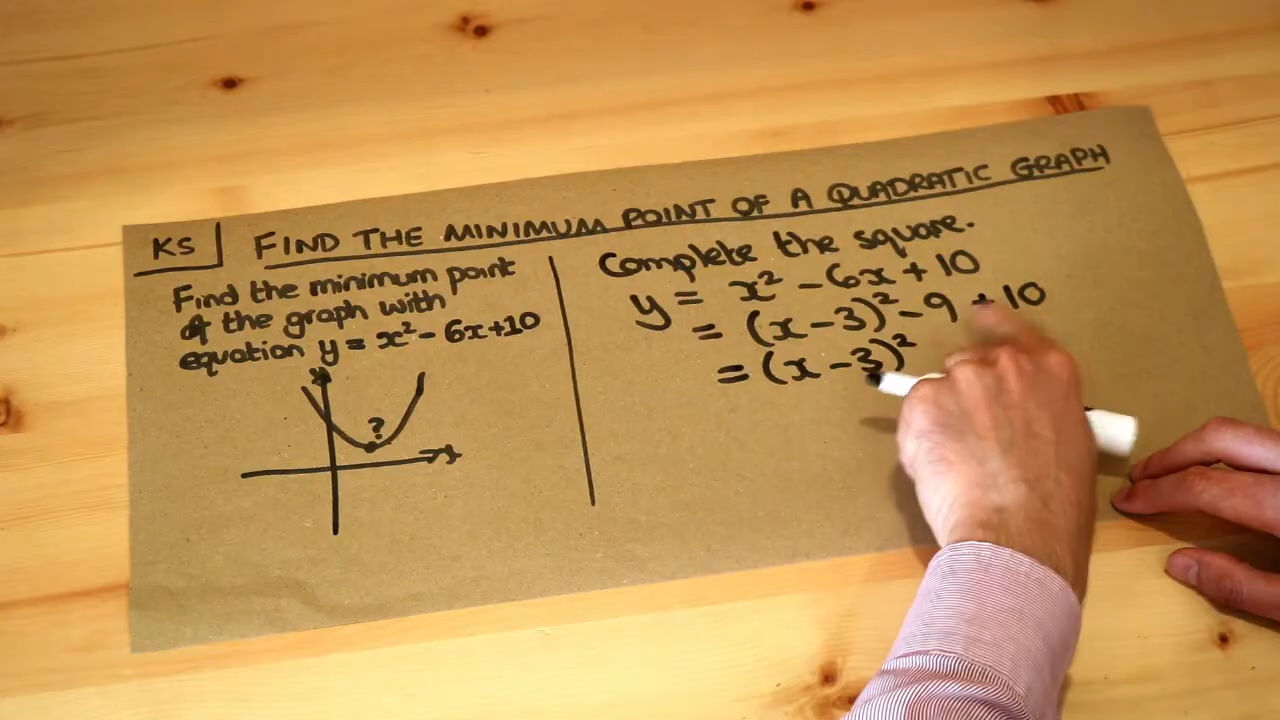 KS FIND THE MINIMUM POINT OF A QUADRATIC GRAPH
Find the minimum point
of the graph with
equation y = x² - 6x+10
?
x
Complete the square.
y = x² - 6x + 10
= (x - 3)² - 9 + 10
= (x - 3)²